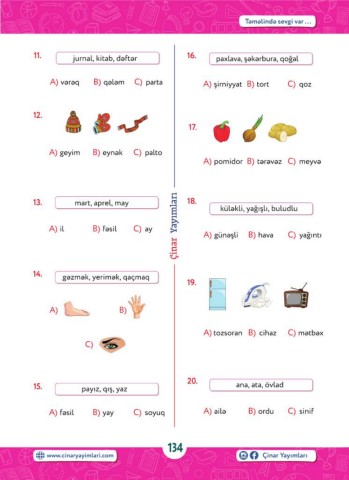 Təməlində sevgi var ...
11.
jurnal, kitab, dəftər
A) vərəq B) qələm C) parta
12.
A) geyim B) eynək C) palto
13.
mart, aprel, may
A) il B) fəsil C) ay
14.
gəzmək, yerimək, qaçmaq
A) B)
C)
15.
payız, qış, yaz
A) fəsil B) yay C) soyuq
Çinar Yayımları
16.
paxlava, şəkərbura, qoğal
A) şirniyyat B) tort C) qoz
17.
A) pomidor B) tərəvəz C) meyvə
18.
küləkli, yağışlı, buludlu
A) günəşli B) hava C) yağıntı
19.
A) tozsoran B) cihaz C) mətbəx
20.
ana, ata, övlad
A) ailə B) ordu C) sinif
www.cinaryayimlari.com
134
Çinar Yayımları